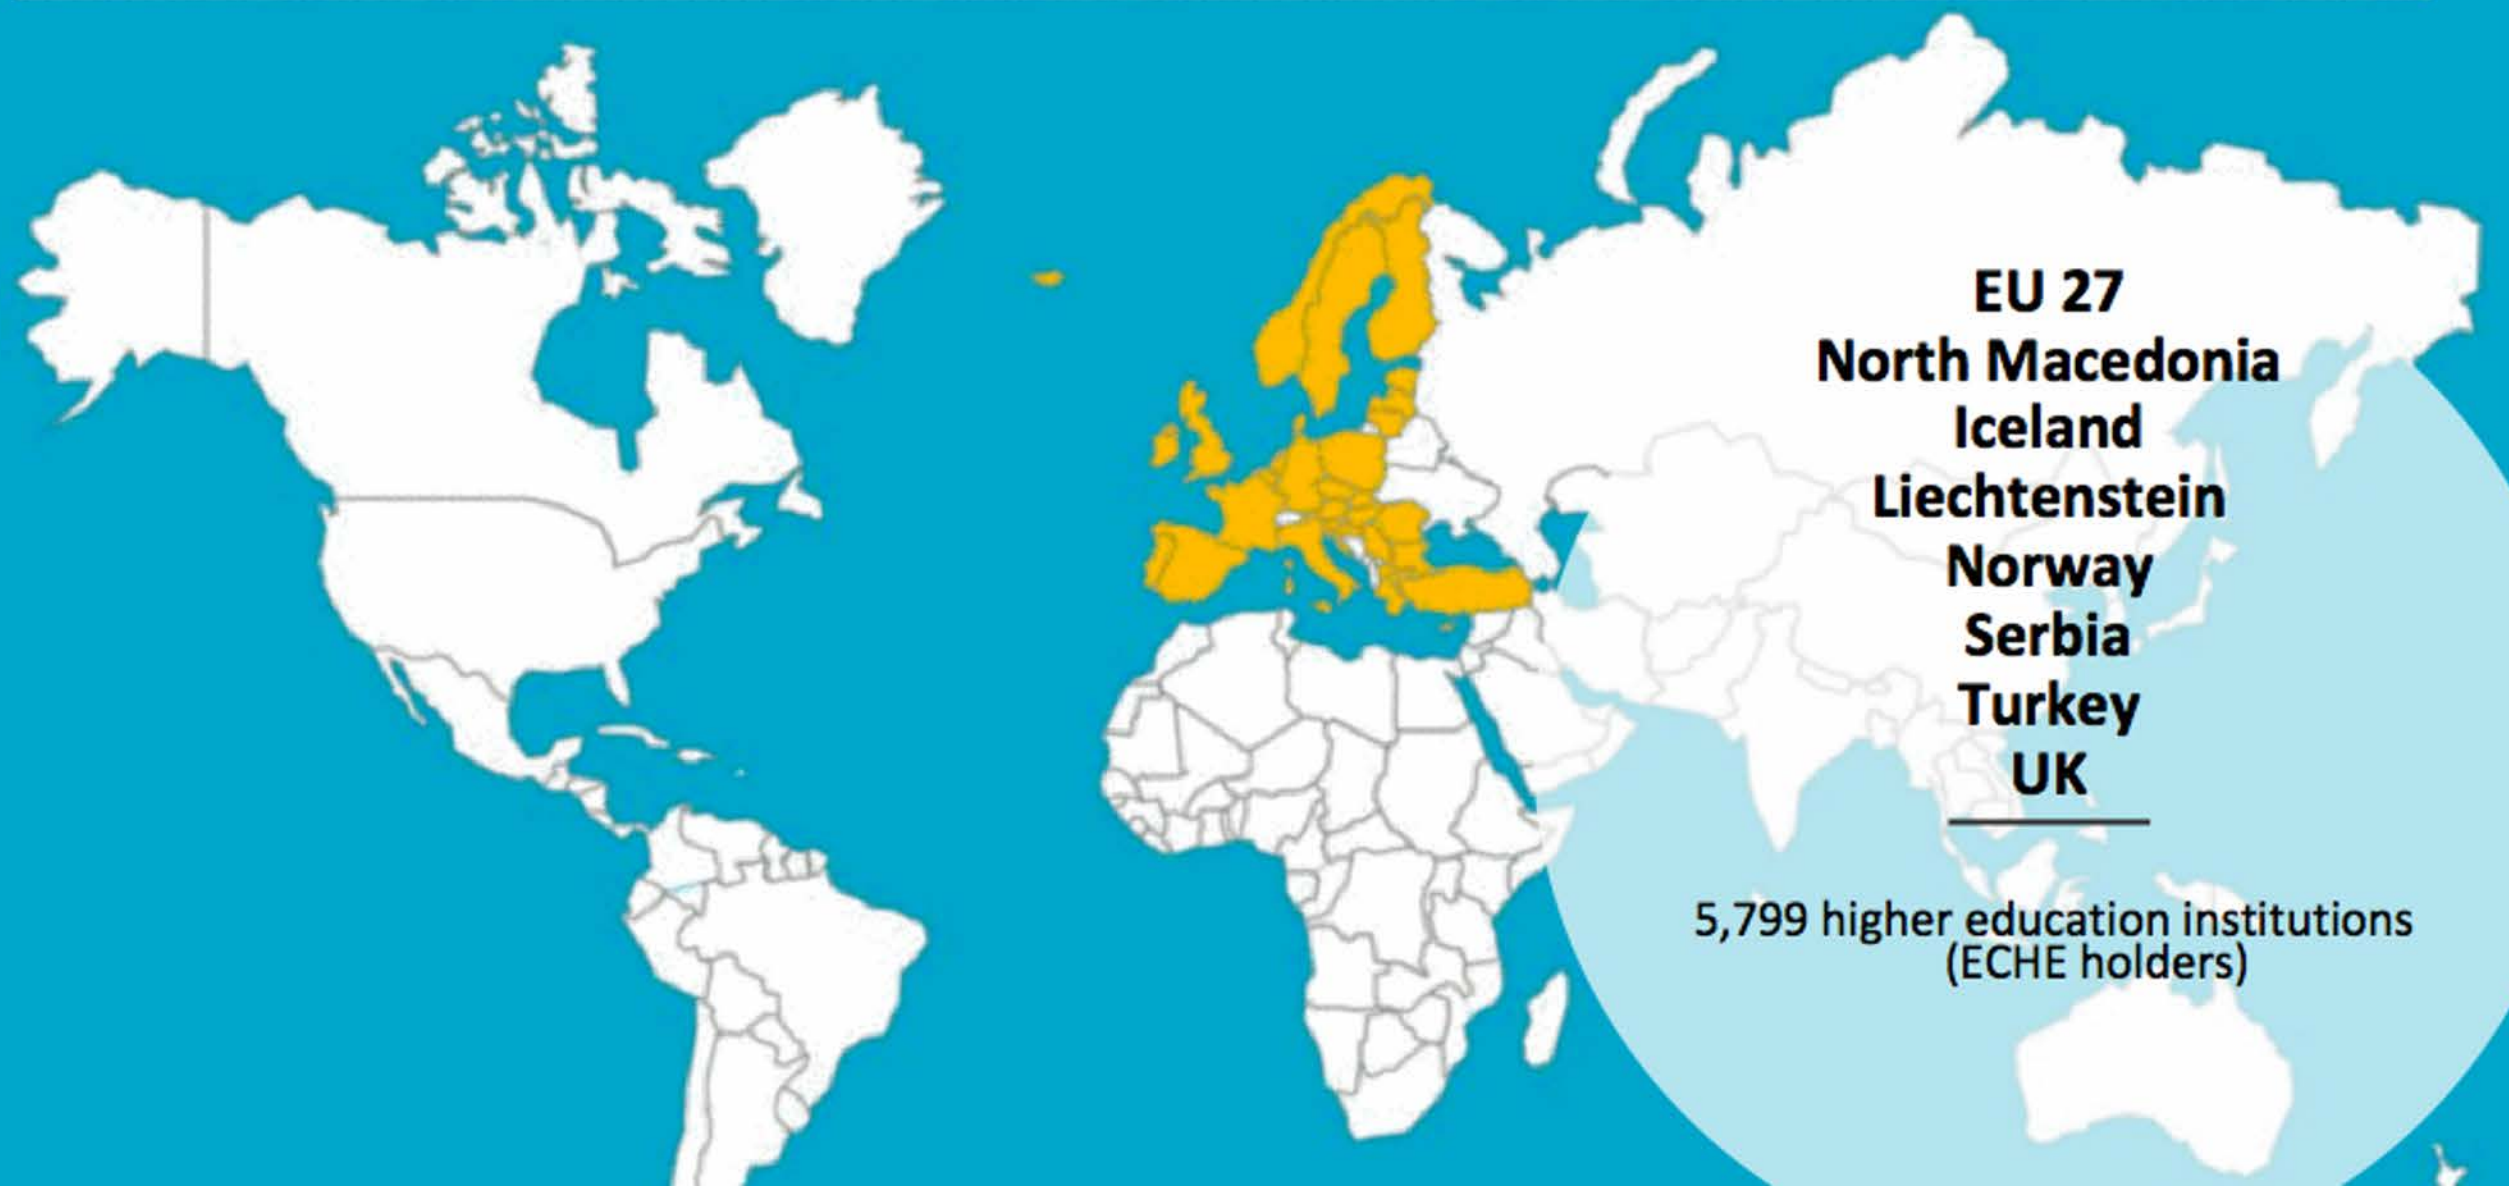 EU 27
North Macedonia
Iceland
Liechtenstein
Norway
Serbia
Turkey
UK
5,799 higher education institutions
(ECHE holders)